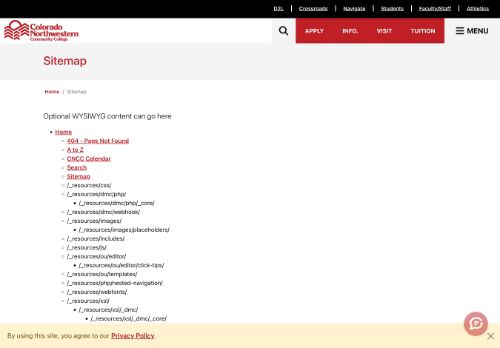 D2L Crossroads Navigate Students Faculty/Staff Athletics
Colorado
Northwestern
Community College
APPLY INFO. VISIT TUITION MENU
Sitemap
Home / Sitemap
Optional WYSIWYG content can go here
Home
404 - Page Not Found
A to Z
CNCC Calendar
Search
Sitemap
/_resources/css/
/_resources/dmc/php/
/_resources/dmc/php/_core/
/_resources/dmc/webhook/
/_resources/images/
/_resources/images/placeholders/
/_resources/includes/
/_resources/js/
/_resources/ou/editor/
/_resources/ou/editor/click-tips/
/_resources/ou/templates/
/_resources/php/nested-navigation/
/_resources/webfonts/
/_resources/xsl/
/_resources/xsl/_dmc/
/_resources/xsl/_dmc/_core/
By using this site, you agree to our Privacy Policy